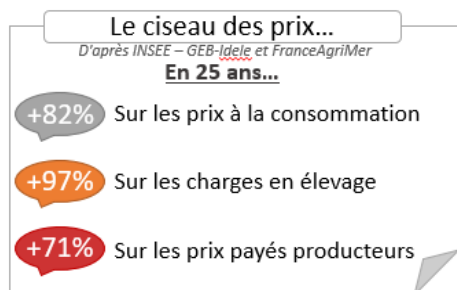 Le ciseau des prix...
D'après INSEE – GEB-Idele et FranceAgriMer
En 25 ans...
+82% Sur les prix à la consommation
+97% Sur les charges en élevage
+71% Sur les prix payés producteurs